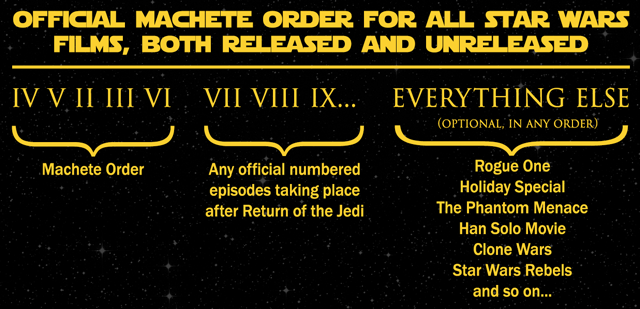 OFFICIAL MACHETE ORDER FOR ALL STAR WARS
FILMS, BOTH RELEASED AND UNRELEASED
IV V II III VI
Machete Order
VII VIII IX...
Any official numbered
episodes taking place
after Return of the Jedi
EVERYTHING ELSE
(OPTIONAL, IN ANY ORDER)
Rogue One
Holiday Special
The Phantom Menace
Han Solo Movie
Clone Wars
Star Wars Rebels
and so on...